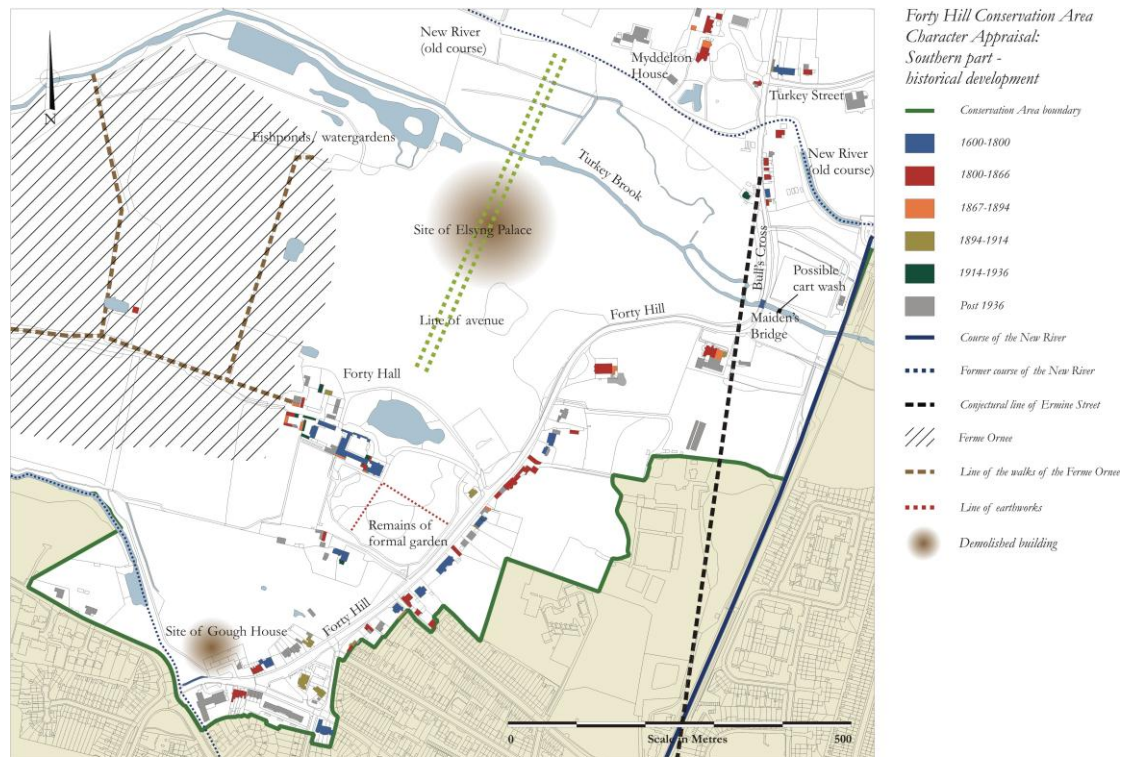 New River
(old course)
Myddelton
House
Turkey Street
Fishponds/ watergardens
New River
(old course)
Turkey Brook
Site of Elsyng Palace
Bull's Cross
Possible
cart wash
Maiden's
Bridge
Forty Hill
Line of avenue
Forty Hall
Remains of
formal garden
Forty Hill
Site of Gough House
N
0
Scale in Metres
500
Forty Hill Conservation Area
Character Appraisal:
Southern part -
historical development
Conservation Area boundary
1600-1800
1800-1866
1867-1894
1894-1914
1914-1936
Post 1936
Course of the New River
Former course of the New River
Conjectural line of Ermine Street
Ferme Ornee
Line of the walks of the Ferme Ornee
Line of earthworks
Demolished building